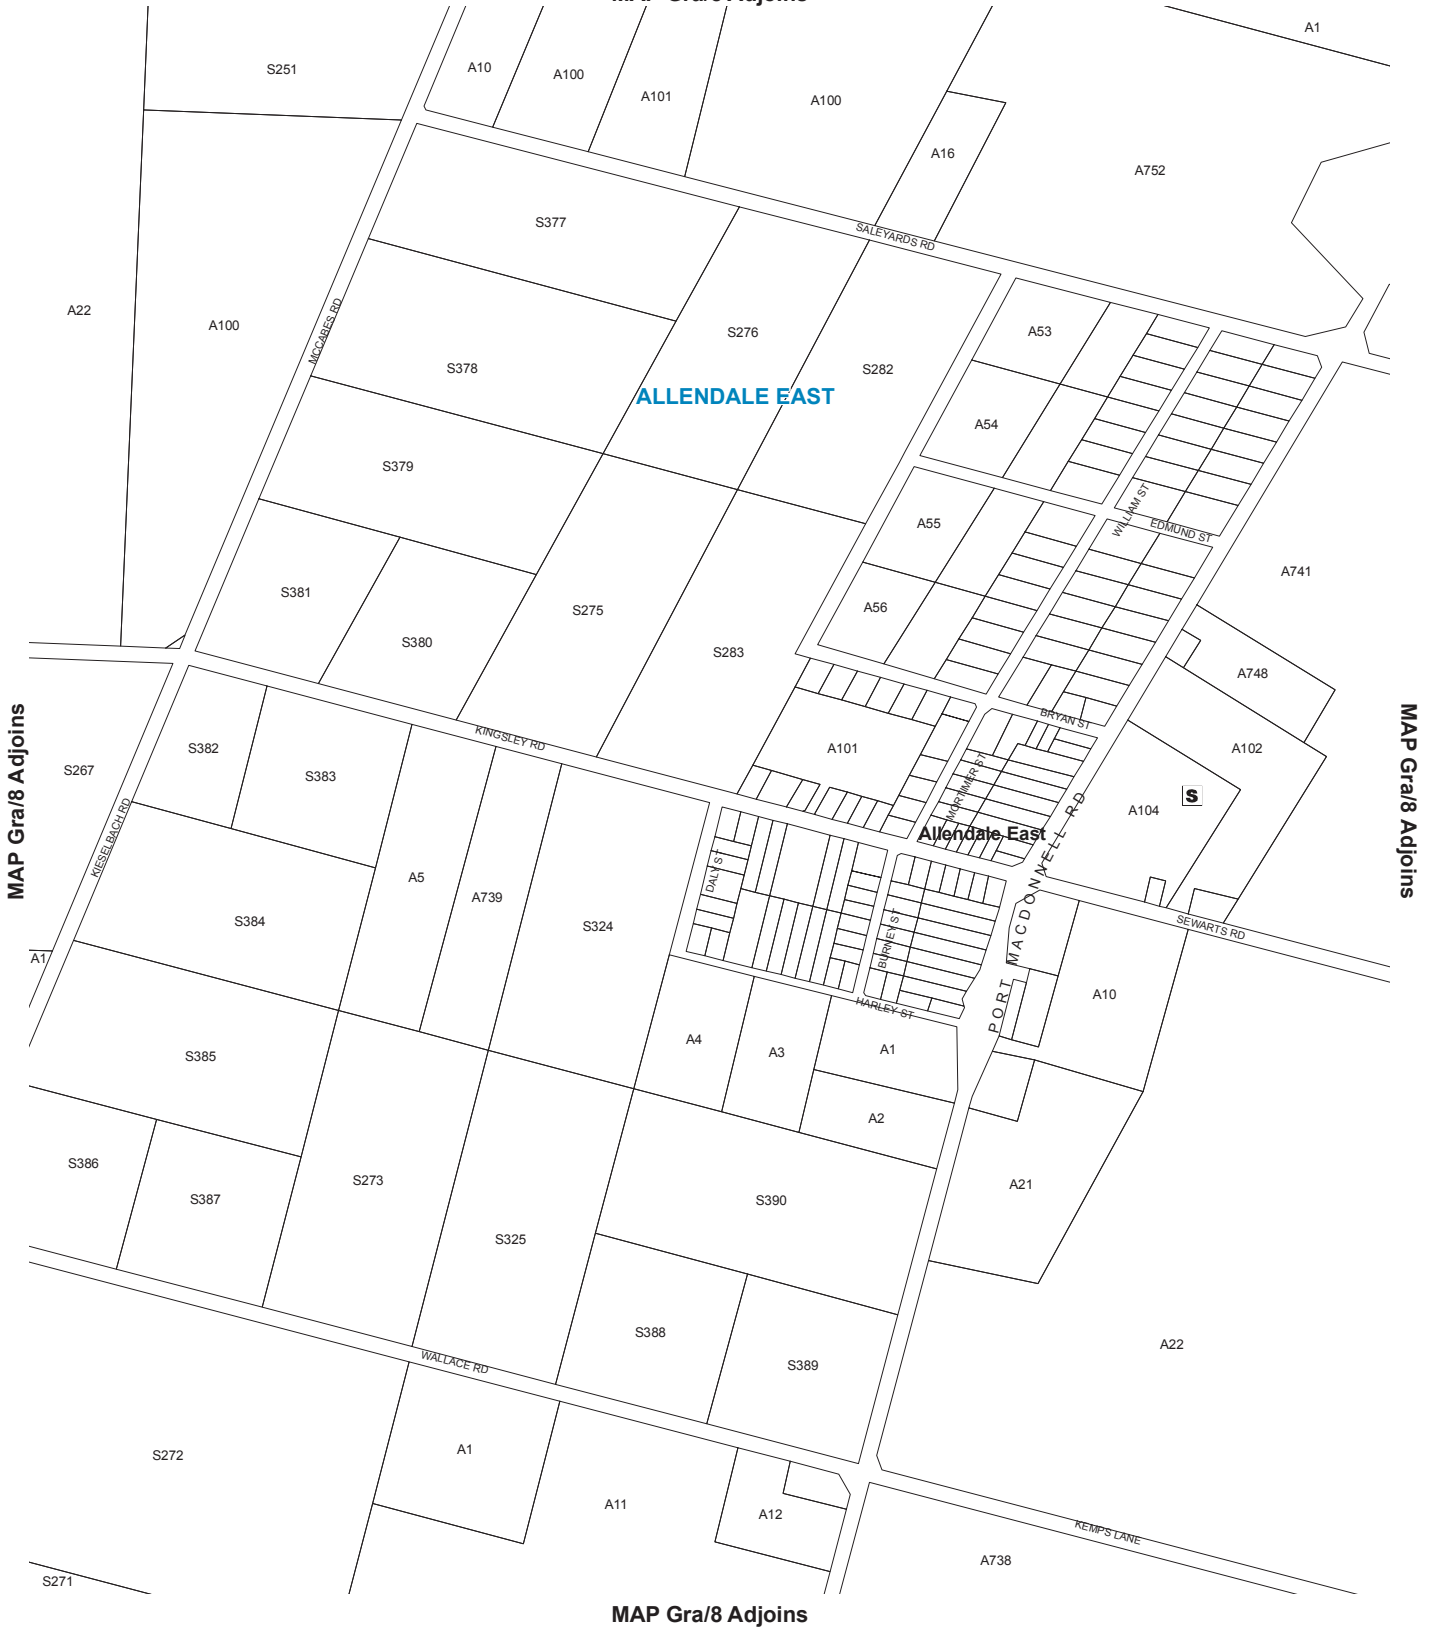 MAP Gra/8 Adjoins
A1
S251
A10
A100
A101
A100
A16
A752
S377
SALEYARDS RD
A22
A100
MCCABES RD
S276
A53
S378
S282
ALLENDALE EAST
A54
S379
WILLIAM ST
A55
EDMUND ST
A741
S381
S275
A56
S380
S283
A748
BRYAN ST
KINGSLEY RD
S382
A101
A102
S267
S383
MORTIMER ST
A104
S
KIESELBACH RD
Allendale East
MAP Gra/8 Adjoins
MAP Gra/8 Adjoins
A5
DALY ST
A739
S384
S324
BURNEY ST
SEWARTS RD
PORT MACDONNELL RD
A1
A10
HARLEY ST
A4
A3
A1
S385
A2
S386
S273
A21
S387
S390
S325
S388
A22
WALLACE RD
S389
A1
S272
A11
A12
KEMPS LANE
A738
S271
MAP Gra/8 Adjoins